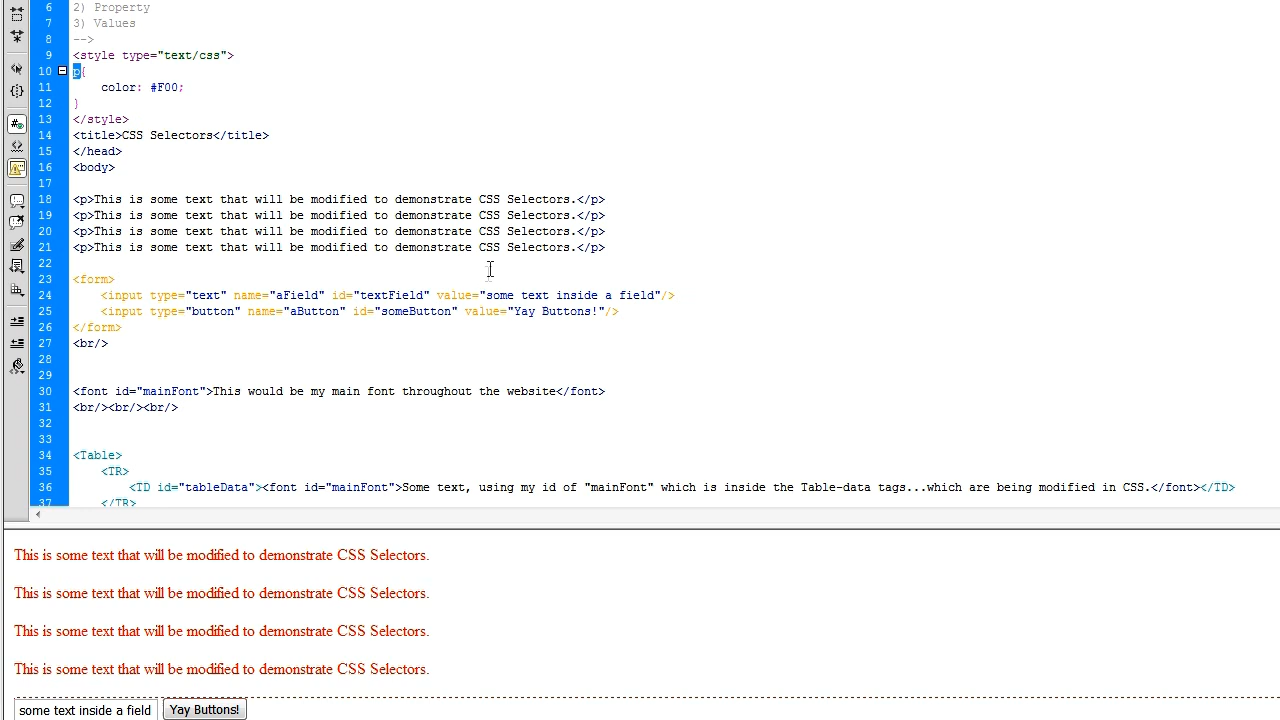 6 2) Property
7 3) Values
8 -->
9 <style type="text/css">
10 p{
11 color: #F00;
12 }
13 </style>
14 <title>CSS Selectors</title>
15 </head>
16 <body>
17
18 <p>This is some text that will be modified to demonstrate CSS Selectors.</p>
19 <p>This is some text that will be modified to demonstrate CSS Selectors.</p>
20 <p>This is some text that will be modified to demonstrate CSS Selectors.</p>
21 <p>This is some text that will be modified to demonstrate CSS Selectors.</p>
22
23 <form>
24 <input type="text" name="aField" id="textField" value="some text inside a field"/>
25 <input type="button" name="aButton" id="someButton" value="Yay Buttons!"/>
26 </form>
27 <br/>
28
29
30 <font id="mainFont">This would be my main font throughout the website</font>
31 <br/><br/><br/>
32
33
34 <Table>
35 <TR>
36 <TD id="tableData"><font id="mainFont">Some text, using my id of "mainFont" which is inside the Table-data tags...which are being modified in CSS.</font></TD>
37 </TR>
This is some text that will be modified to demonstrate CSS Selectors.
This is some text that will be modified to demonstrate CSS Selectors.
This is some text that will be modified to demonstrate CSS Selectors.
This is some text that will be modified to demonstrate CSS Selectors.
some text inside a field Yay Buttons!